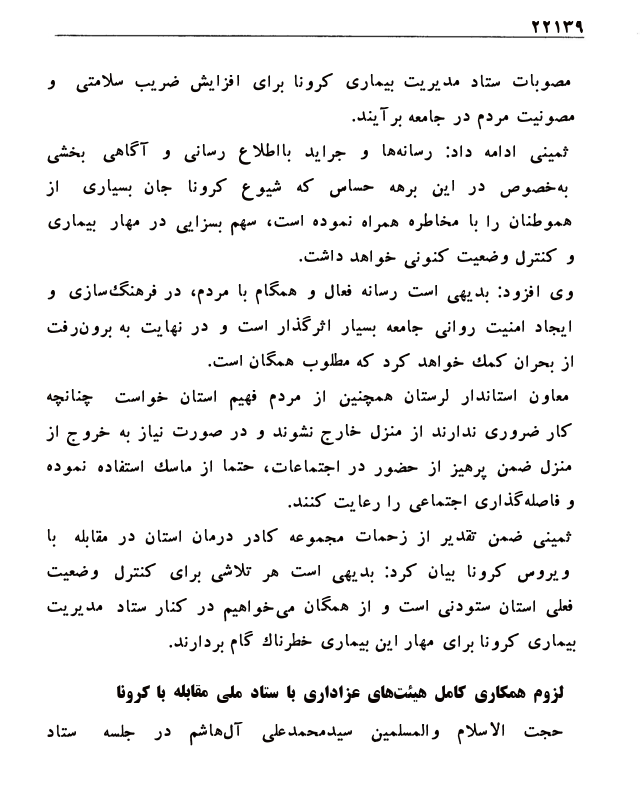 ۲۲۱۳۹
مصوبات ستاد مدیریت بیماری کرونا برای افزایش ضریب سلامتی و
مصونیت مردم در جامعه برآیند.
ثمینی ادامه داد: رسانه‌ها و جراید بااطلاع رسانی و آگاهی بخشی
به‌خصوص در این برهه حساس که شیوع کرونا جان بسیاری از
هموطنان را با مخاطره همراه نموده است، سهم بسزایی در مهار بیماری
و کنترل وضعیت کنونی خواهد داشت.
وی افزود: بدیهی است رسانه فعال و همگام با مردم، در فرهنگ‌سازی و
ایجاد امنیت روانی جامعه بسیار اثرگذار است و در نهایت به برون‌رفت
از بحران کمك خواهد کرد که مطلوب همگان است.
معاون استاندار لرستان همچنین از مردم فهیم استان خواست چنانچه
کار ضروری ندارند از منزل خارج نشوند و در صورت نیاز به خروج از
منزل ضمن پرهیز از حضور در اجتماعات، حتما از ماسك استفاده نموده
و فاصله‌گذاری اجتماعی را رعایت کنند.
ثمینی ضمن تقدیر از زحمات مجموعه کادر درمان استان در مقابله با
ویروس کرونا بیان کرد: بدیهی است هر تلاشی برای کنترل وضعیت
فعلی استان ستودنی است و از همگان می‌خواهیم در کنار ستاد مدیریت
بیماری کرونا برای مهار این بیماری خطرناك گام بردارند.
لزوم همکاری کامل هیئت‌های عزاداری با ستاد ملی مقابله با کرونا
حجت الاسلام والمسلمین سیدمحمدعلی آل‌هاشم در جلسه ستاد